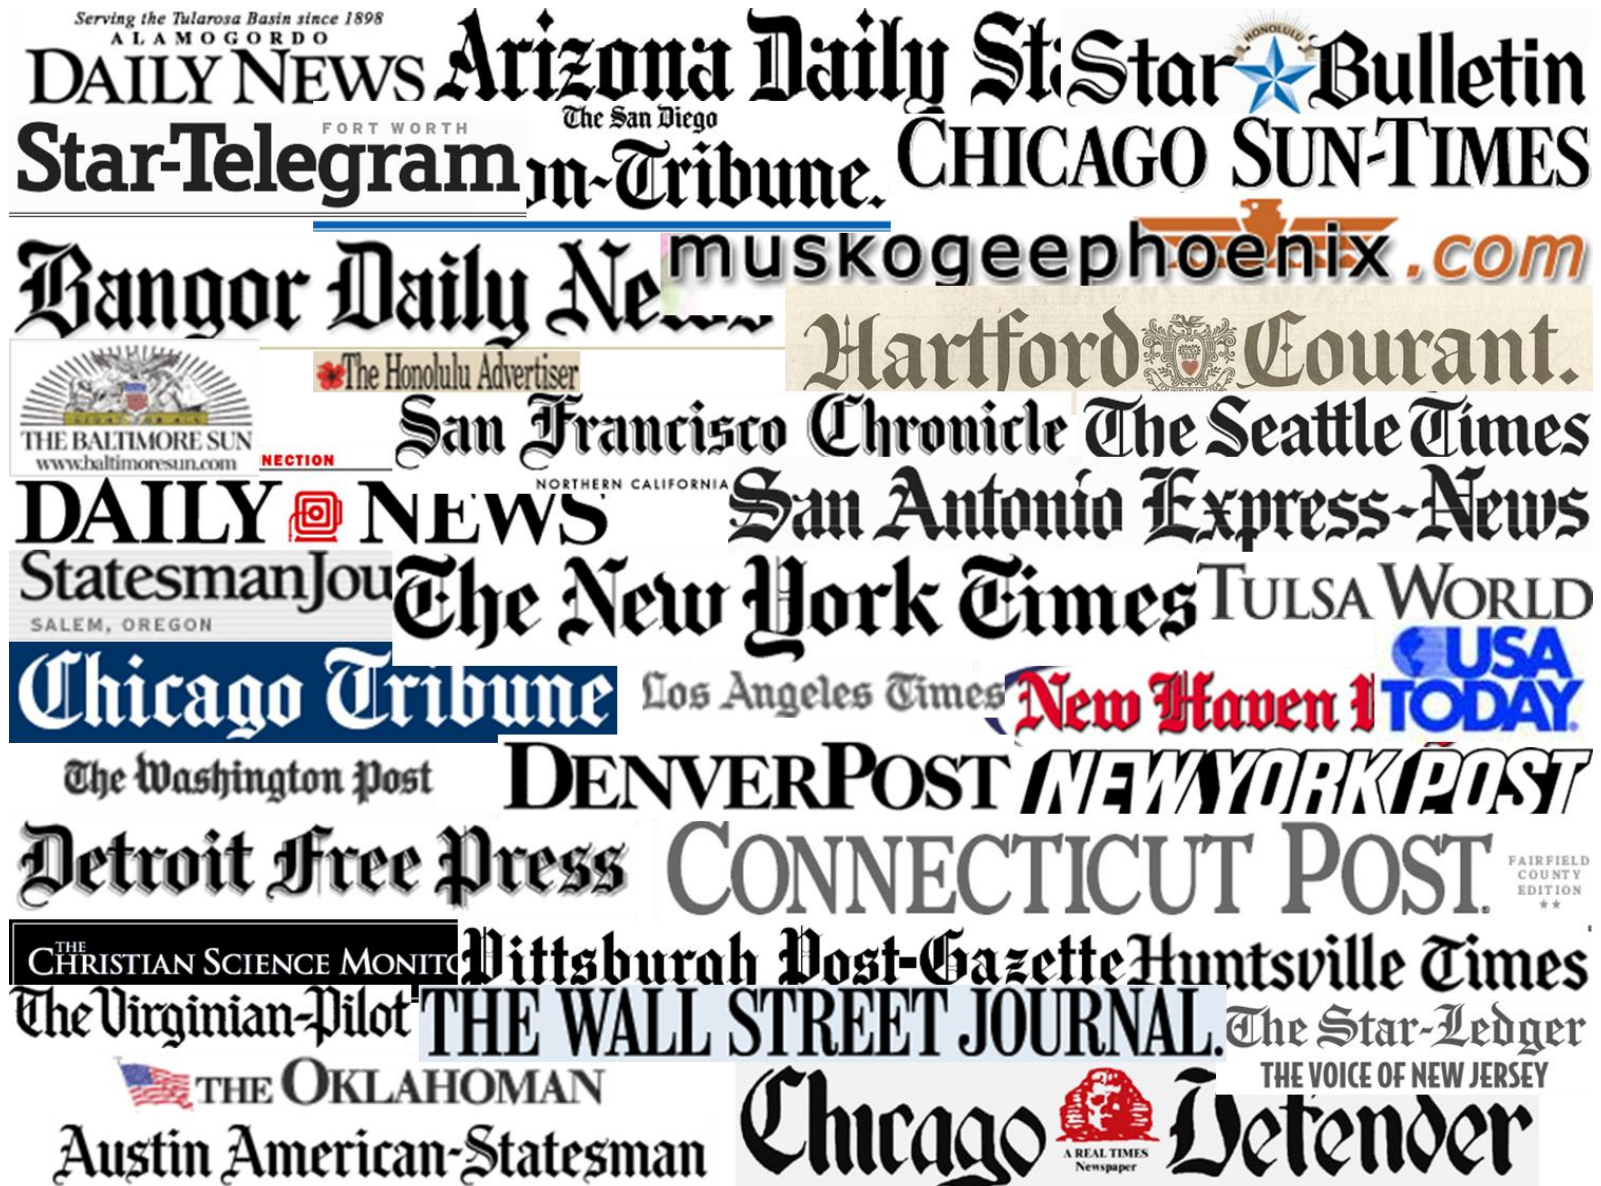 Serving the Tularosa Basin since 1898
ALAMOGORDO
DAILY NEWS
Arizona Daily St
Star HONOLULU Bulletin
FORT WORTH
Star-Telegram
The San Diego
on-Tribune.
CHICAGO SUN-TIMES
Bangor Daily News
muskogeephoenix.com
Hartford Courant.
THE BALTIMORE SUN
www.baltimoresun.com
The Honolulu Advertiser
NECTION
San Francisco Chronicle
NORTHERN CALIFORNIA
The Seattle Times
DAILY NEWS
San Antonio Express-News
StatesmanJou
SALEM, OREGON
The New York Times
TULSA WORLD
Chicago Tribune
Los Angeles Times
New Haven
USA
TODAY
The Washington Post
DENVER POST
NEW YORK POST
Detroit Free Press
CONNECTICUT POST
FAIRFIELD
COUNTY
EDITION
THE
CHRISTIAN SCIENCE MONITO
Pittsburgh Post-Gazette
Huntsville Times
The Virginian-Pilot
THE WALL STREET JOURNAL.
The Star-Ledger
THE VOICE OF NEW JERSEY
THE OKLAHOMAN
Chicago Defender
A REAL TIMES
Newspaper
Austin American-Statesman